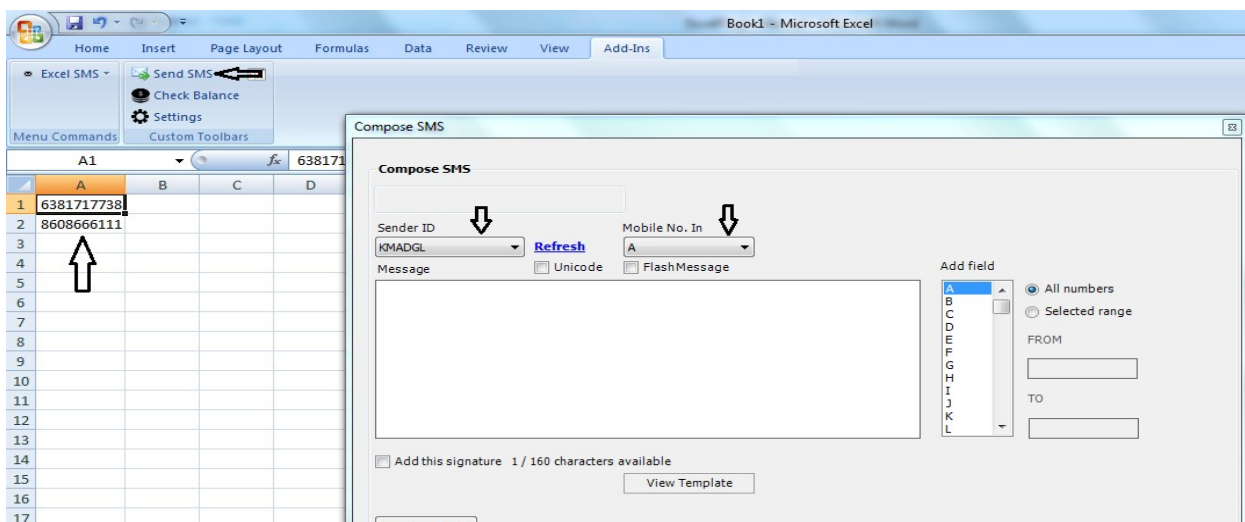 Book1 - Microsoft Excel
Home Insert Page Layout Formulas Data Review View Add-Ins
Excel SMS Send SMS
Check Balance
Settings
Menu Commands Custom Toolbars
A1 fx 638171
A B C D
1 6381717738
2 8608666111
3
4
5
6
7
8
9
10
11
12
13
14
15
16
17
Compose SMS
Compose SMS
Sender ID Mobile No. In
KMADGL Refresh A
Message Unicode FlashMessage
Add field
A
B
C
D
E
F
G
H
I
J
K
L
All numbers
Selected range
FROM
TO
Add this signature 1 / 160 characters available
View Template